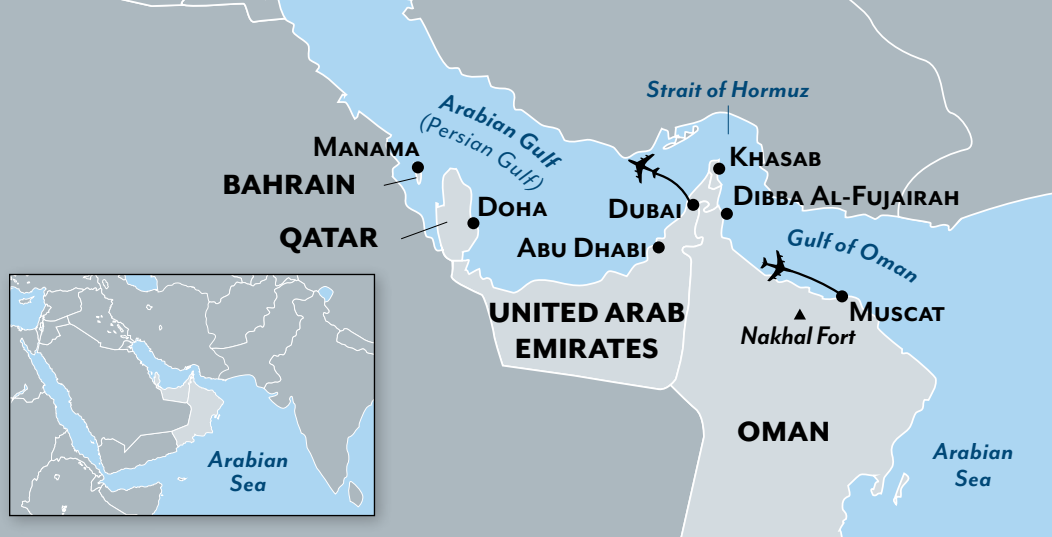 Strait of Hormuz
Arabian Gulf
(Persian Gulf)
Manama
Khasab
BAHRAIN
Dibba Al-Fujairah
Doha
Dubai
QATAR
Abu Dhabi
Gulf of Oman
UNITED ARAB
EMIRATES
Muscat
Nakhal Fort
OMAN
Arabian
Sea
Arabian
Sea